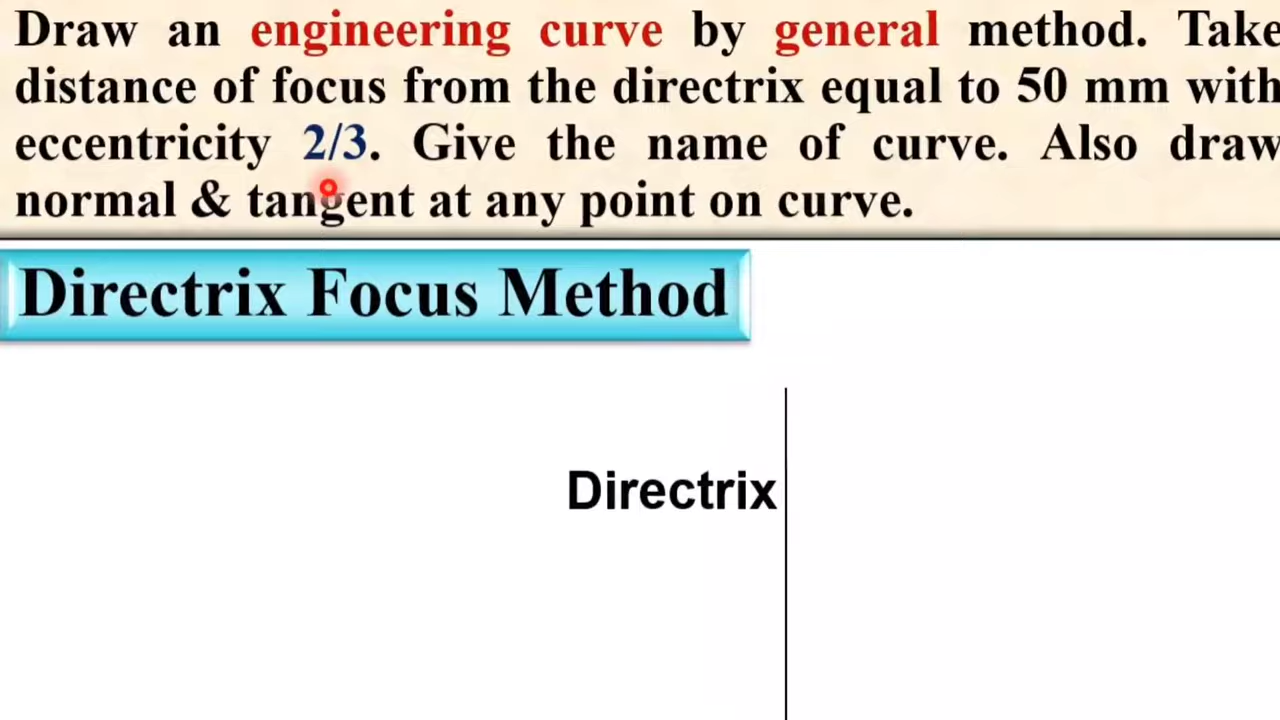 Draw an engineering curve by general method. Take
distance of focus from the directrix equal to 50 mm with
eccentricity 2/3. Give the name of curve. Also draw
normal & tangent at any point on curve.
Directrix Focus Method
Directrix